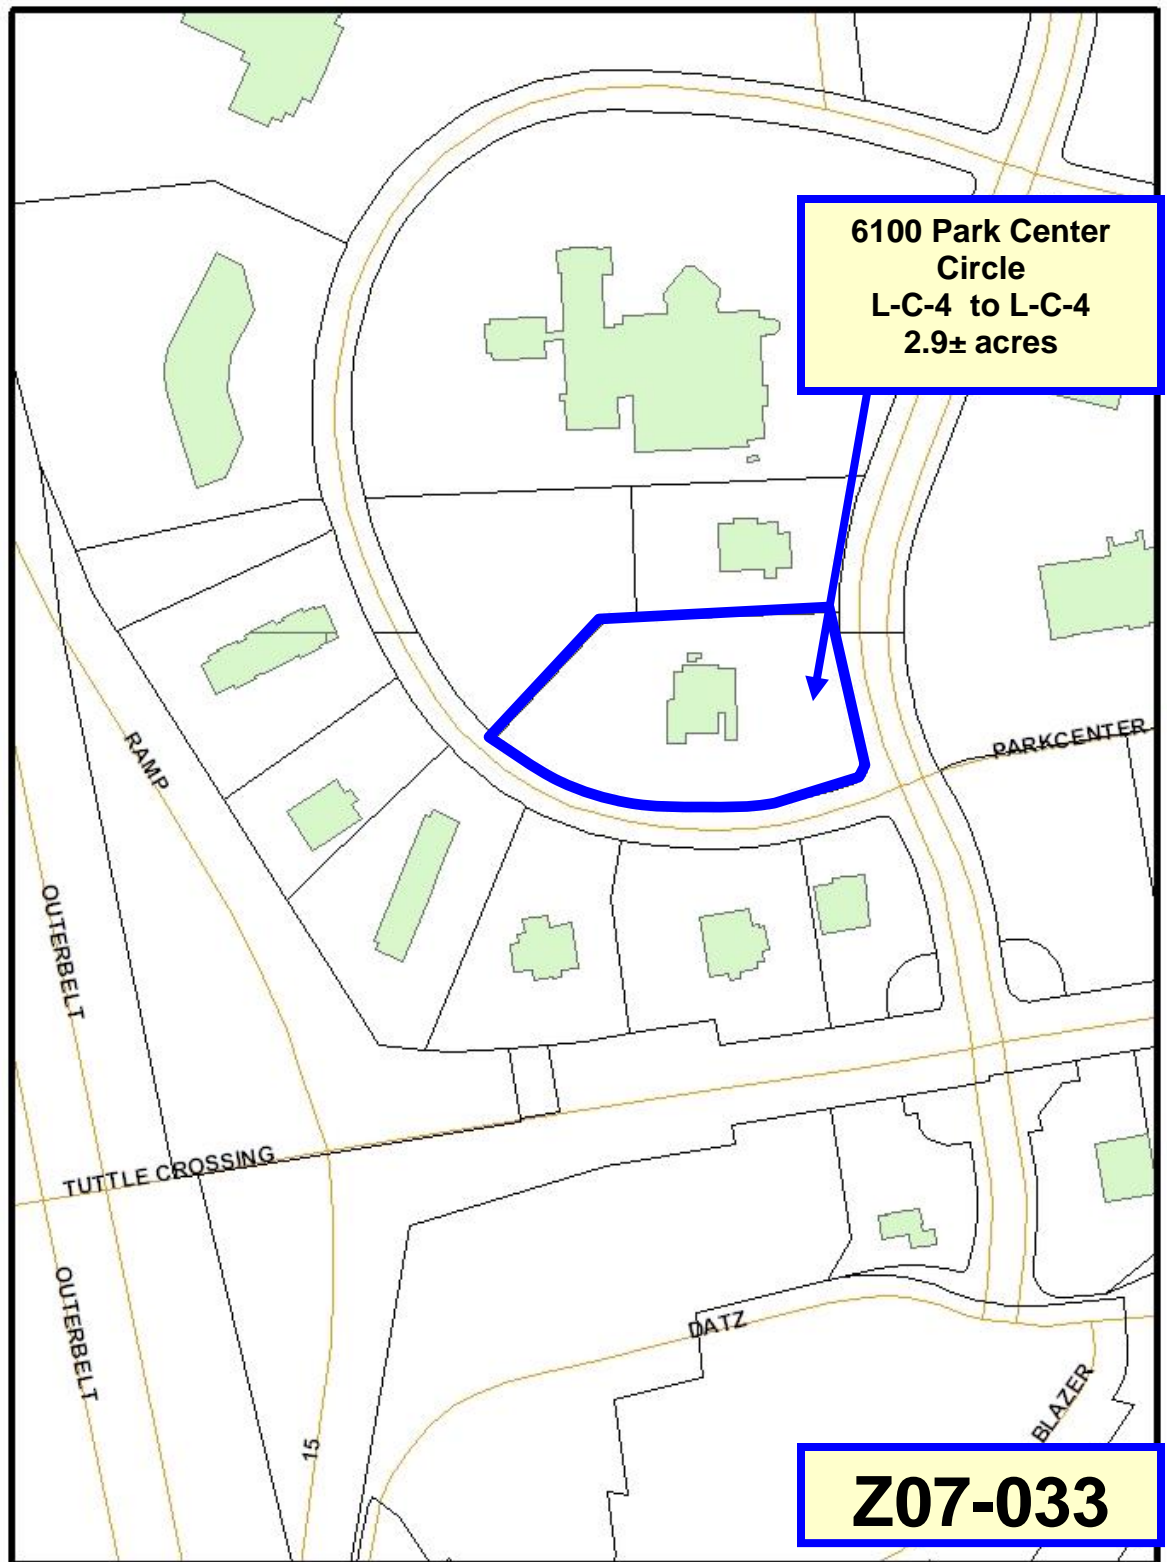 6100 Park Center
Circle
L-C-4 to L-C-4
2.9± acres
PARKCENTER
RAMP
OUTERBELT
TUTTLE CROSSING
OUTERBELT
DATZ
BLAZER
15
Z07-033